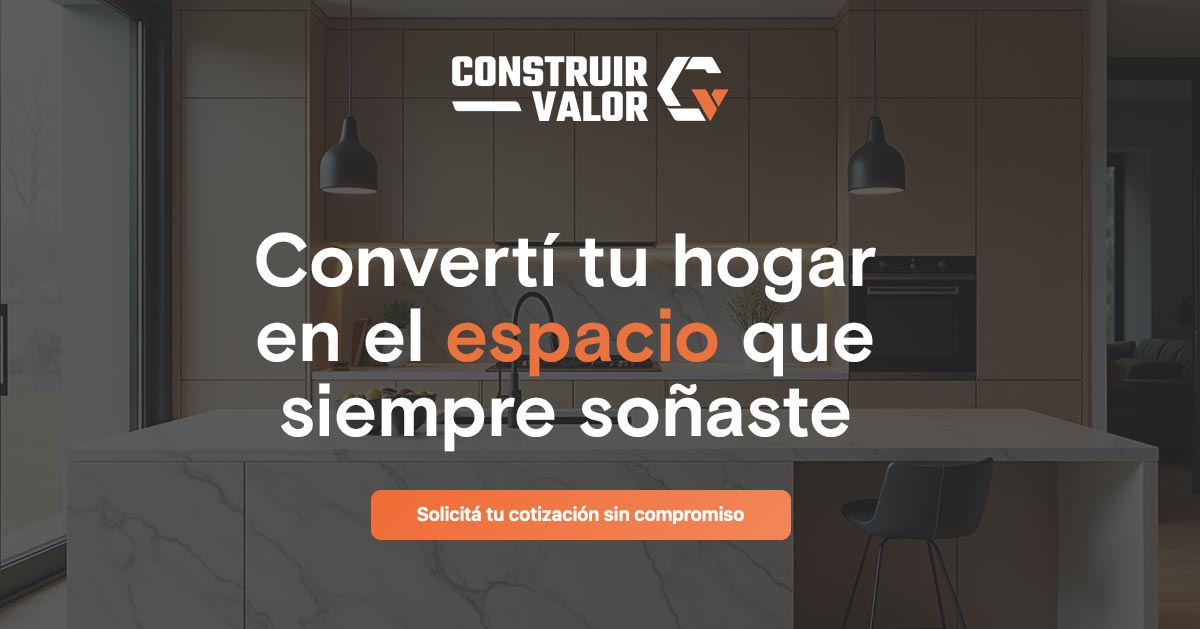 CONSTRUIR
VALOR
Convertí tu hogar
en el espacio que
siempre soñaste
Solicitá tu cotización sin compromiso